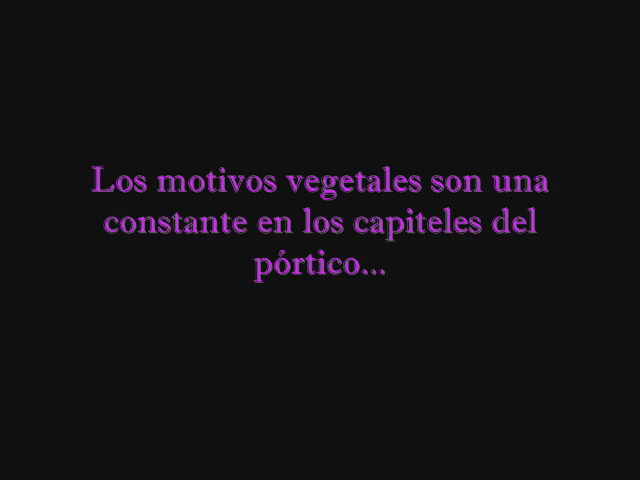 Los motivos vegetales son una
constante en los capiteles del
pórtico...